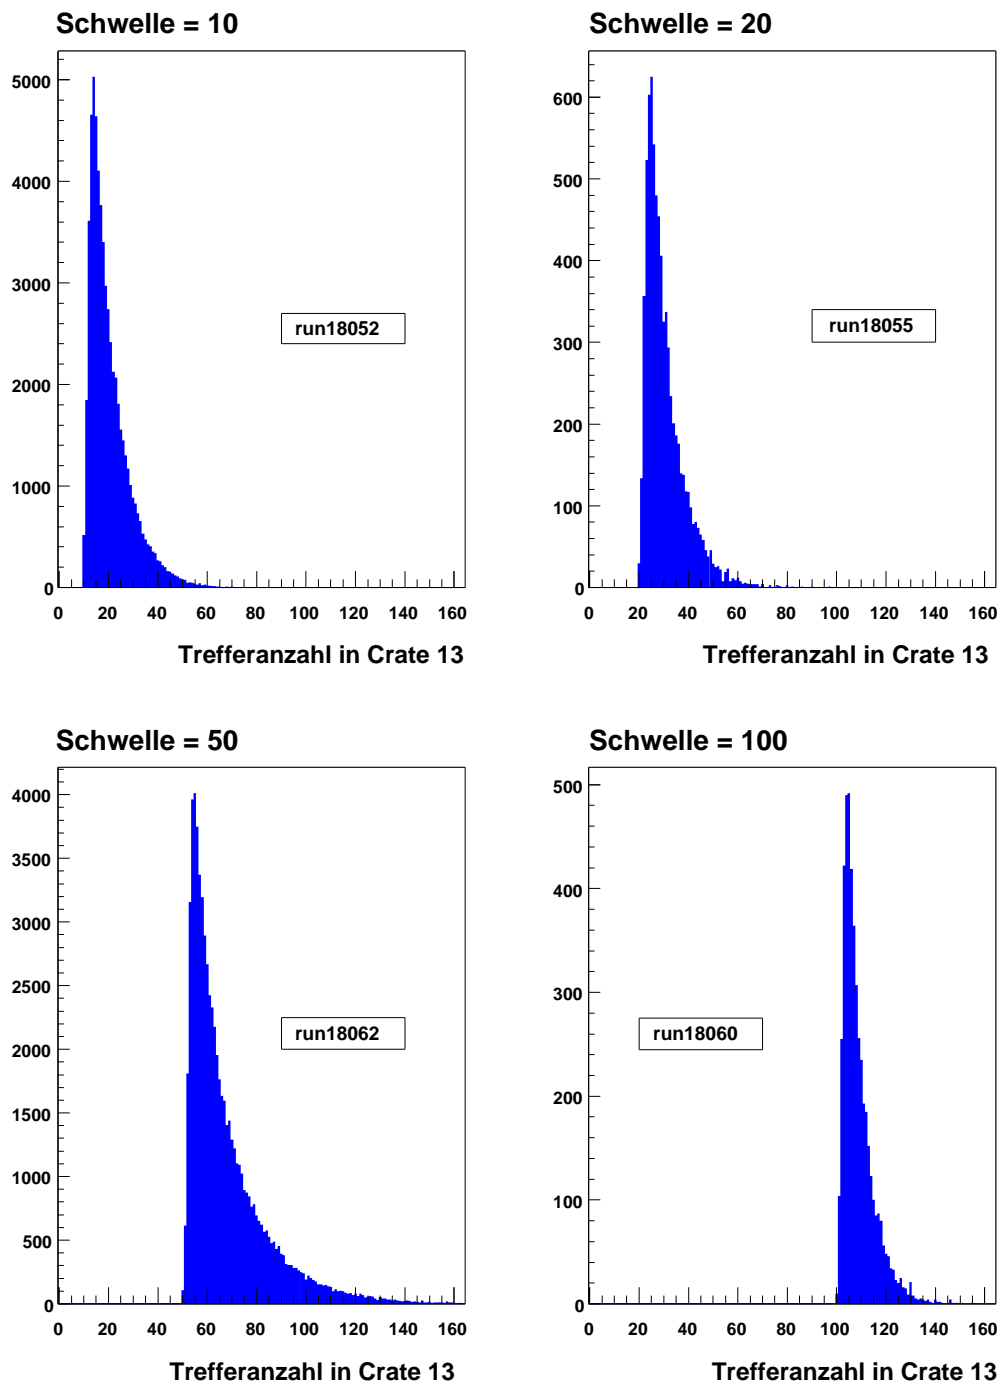 Schwelle = 10
5000
4000
3000
2000
1000
0
run18052
0 20 40 60 80 100 120 140 160
Trefferanzahl in Crate 13
Schwelle = 20
600
500
400
300
200
100
0
run18055
0 20 40 60 80 100 120 140 160
Trefferanzahl in Crate 13
Schwelle = 50
4000
3500
3000
2500
2000
1500
1000
500
0
run18062
0 20 40 60 80 100 120 140 160
Trefferanzahl in Crate 13
Schwelle = 100
500
400
300
200
100
0
run18060
0 20 40 60 80 100 120 140 160
Trefferanzahl in Crate 13